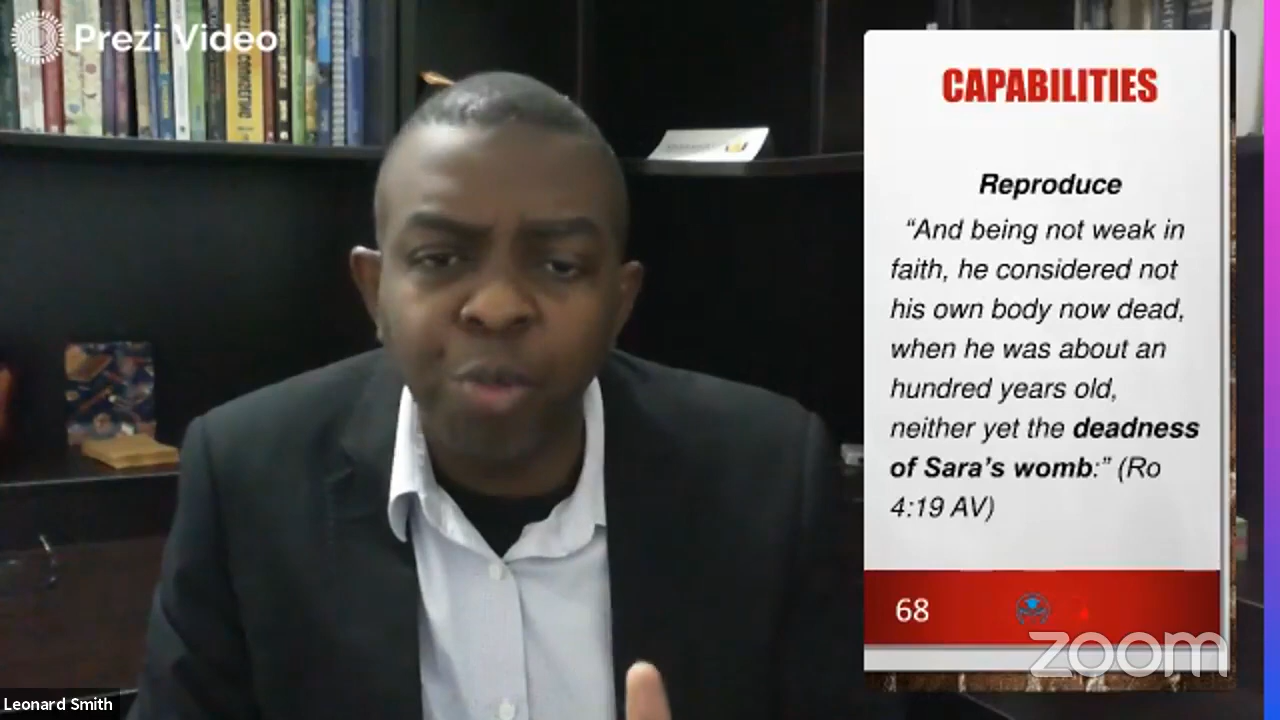 Prezi Video
COUNSELING
CAPABILITIES
Reproduce
“And being not weak in
faith, he considered not
his own body now dead,
when he was about an
hundred years old,
neither yet the deadness
of Sara’s womb:” (Ro
4:19 AV)
68
zoom
Leonard Smith